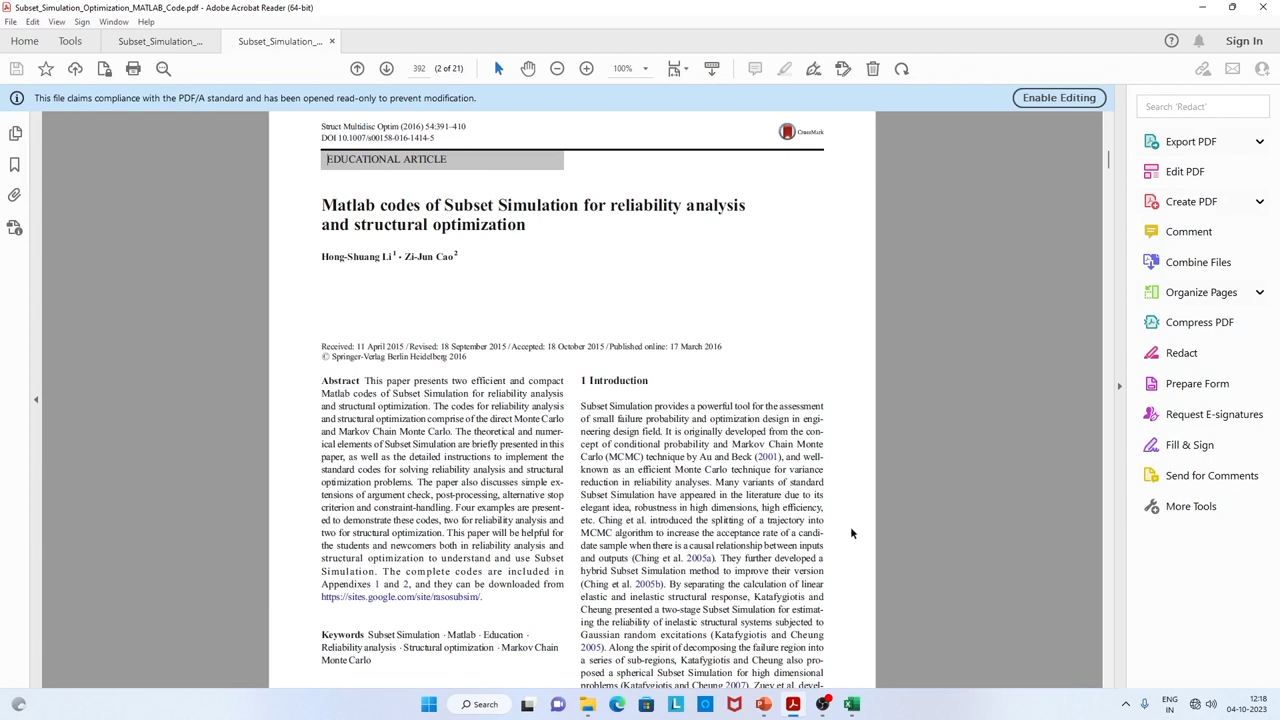 Subset_Simulation_Optimization_MATLAB_Code.pdf - Adobe Acrobat Reader (64-bit)
File Edit View Sign Window Help
Home Tools Subset_Simulation_... Subset_Simulation_... × ? Sign In
392 (2 of 21) 100%
This file claims compliance with the PDF/A standard and has been opened read-only to prevent modification. Enable Editing
Struct Multidisc Optim (2016) 54:391–410
DOI 10.1007/s00158-016-1414-5
CrossMark
EDUCATIONAL ARTICLE
Matlab codes of Subset Simulation for reliability analysis
and structural optimization
Hong-Shuang Li1 · Zi-Jun Cao2
Received: 11 April 2015 / Revised: 18 September 2015 / Accepted: 18 October 2015 / Published online: 17 March 2016
© Springer-Verlag Berlin Heidelberg 2016
Abstract This paper presents two efficient and compact
Matlab codes of Subset Simulation for reliability analysis
and structural optimization. The codes for reliability analysis
and structural optimization comprise of the direct Monte Carlo
and Markov Chain Monte Carlo. The theoretical and numer-
ical elements of Subset Simulation are briefly presented in this
paper, as well as the detailed instructions to implement the
standard codes for solving reliability analysis and structural
optimization problems. The paper also discusses simple ex-
tensions of argument check, post-processing, alternative stop
criterion and constraint-handling. Four examples are present-
ed to demonstrate these codes, two for reliability analysis and
two for structural optimization. This paper will be helpful for
the students and newcomers both in reliability analysis and
structural optimization to understand and use Subset
Simulation. The complete codes are included in
Appendixes 1 and 2, and they can be downloaded from
https://sites.google.com/site/rasosubsim/.
Keywords Subset Simulation · Matlab · Education ·
Reliability analysis · Structural optimization · Markov Chain
Monte Carlo
1 Introduction
Subset Simulation provides a powerful tool for the assessment
of small failure probability and optimization design in engi-
neering design field. It is originally developed from the con-
cept of conditional probability and Markov Chain Monte
Carlo (MCMC) technique by Au and Beck (2001), and well-
known as an efficient Monte Carlo technique for variance
reduction in reliability analyses. Many variants of standard
Subset Simulation have appeared in the literature due to its
elegant idea, robustness in high dimensions, high efficiency,
etc. Ching et al. introduced the splitting of a trajectory into
MCMC algorithm to increase the acceptance rate of a candi-
date sample when there is a causal relationship between inputs
and outputs (Ching et al. 2005a). They further developed a
hybrid Subset Simulation method to improve their version
(Ching et al. 2005b). By separating the calculation of linear
elastic and inelastic structural response, Katafygiotis and
Cheung presented a two-stage Subset Simulation for estimat-
ing the reliability of inelastic structural systems subjected to
Gaussian random excitations (Katafygiotis and Cheung
2005). Along the spirit of decomposing the failure region into
a series of sub-regions, Katafygiotis and Cheung also pro-
posed a spherical Subset Simulation for high dimensional
problems (Katafygiotis and Cheung 2007). Zuev et al. devel-
Search 'Redact'
Export PDF
Edit PDF
Create PDF
Comment
Combine Files
Organize Pages
Compress PDF
Redact
Prepare Form
Request E-signatures
Fill & Sign
Send for Comments
More Tools
Search
ENG
IN
12:18
04-10-2023